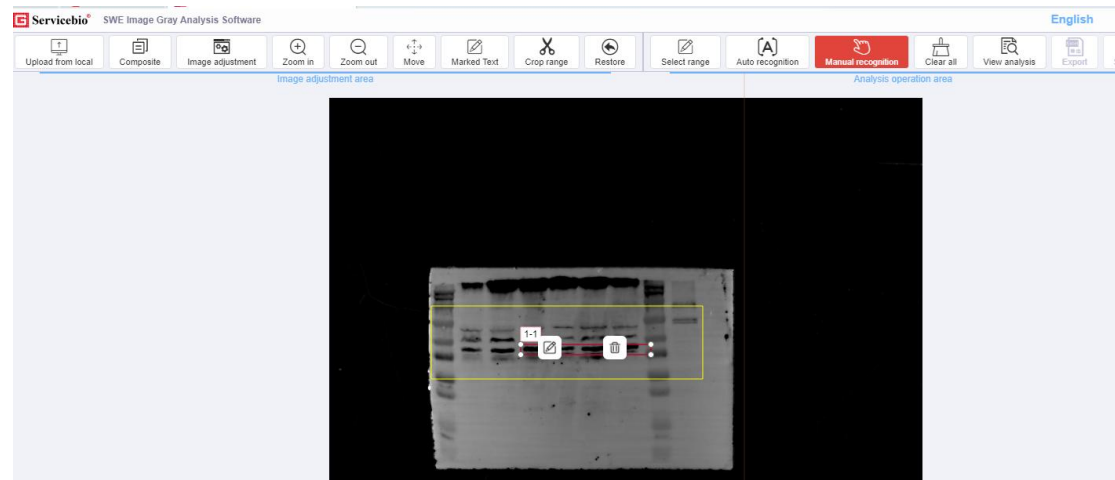 Servicebio® SWE Image Gray Analysis Software English
Upload from local Composite Image adjustment Zoom in Zoom out Move Marked Text Crop range Restore Select range Auto recognition Manual recognition Clear all View analysis Export
Image adjustment area Analysis operation area
1-1